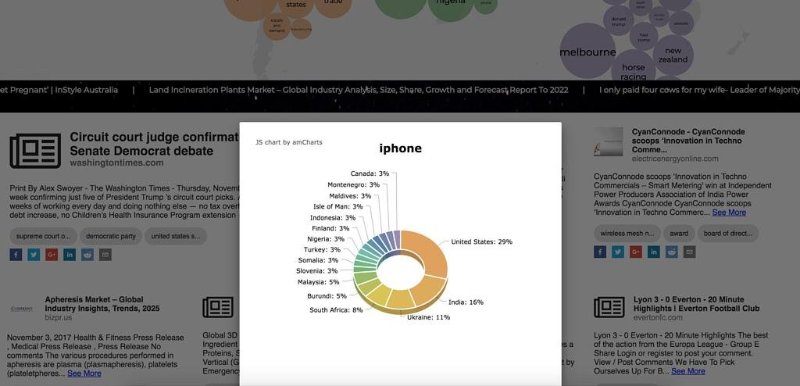 states
trade
nigeria
melbourne
new
zealand
horse
racing
et Pregnant' | InStyle Australia | Land Incineration Plants Market – Global Industry Analysis, Size, Share, Growth and Forecast Report To 2022 | I only paid four cows for my wife- Leader of Majority
Circuit court judge confirmat
Senate Democrat debate
washingtontimes.com
Print By Alex Swoyer - The Washington Times - Thursday, Novem
week confirming just five of President Trump 's circuit court picks. A
weeks of working every day and doing nothing else — no tax over
debt increase, no Children's Health Insurance Program extension
supreme court o...
democratic party
united states s...
Apheresis Market – Global
Industry Insights, Trends, 2025
bizpr.us
November 3, 2017 Health & Fitness Press Release
, Medical Press Release , Press Release No
comments The various procedures performed in
apheresis are plasma (plasmapheresis), platelets
(plateletpheres... See More
Global 3D
Ingredient
Proteins, S
Vertical (G
Emergenc
JS chart by amCharts
iphone
Canada: 3%
Montenegro: 3%
Maldives: 3%
Isle of Man: 3%
Indonesia: 3%
Finland: 3%
Nigeria: 3%
Turkey: 3%
Somalia: 3%
Slovenia: 3%
Malaysia: 5%
Burundi: 5%
South Africa: 8%
Ukraine: 11%
India: 16%
United States: 29%
CyanConnode - CyanConnode
scoops 'Innovation in Techno
Comme...
electricenergyonline.com
CyanConnode scoops 'Innovation in Techno
Commercials – Smart Metering' win at Independent
Power Producers Association of India Power
Awards CyanConnode CyanConnode scoops
'Innovation in Techno Commerc... See More
wireless mesh n...
award
board of direct...
Lyon 3 - 0 Everton - 20 Minute
Highlights | Everton Football Club
evertonfc.com
Lyon 3 - 0 Everton - 20 Minute Highlights The best
of the action from the Europa League - Group E
Share Login or register to post your comment.
View / Post Comments We Have To Pick
Ourselves Up For B... See More